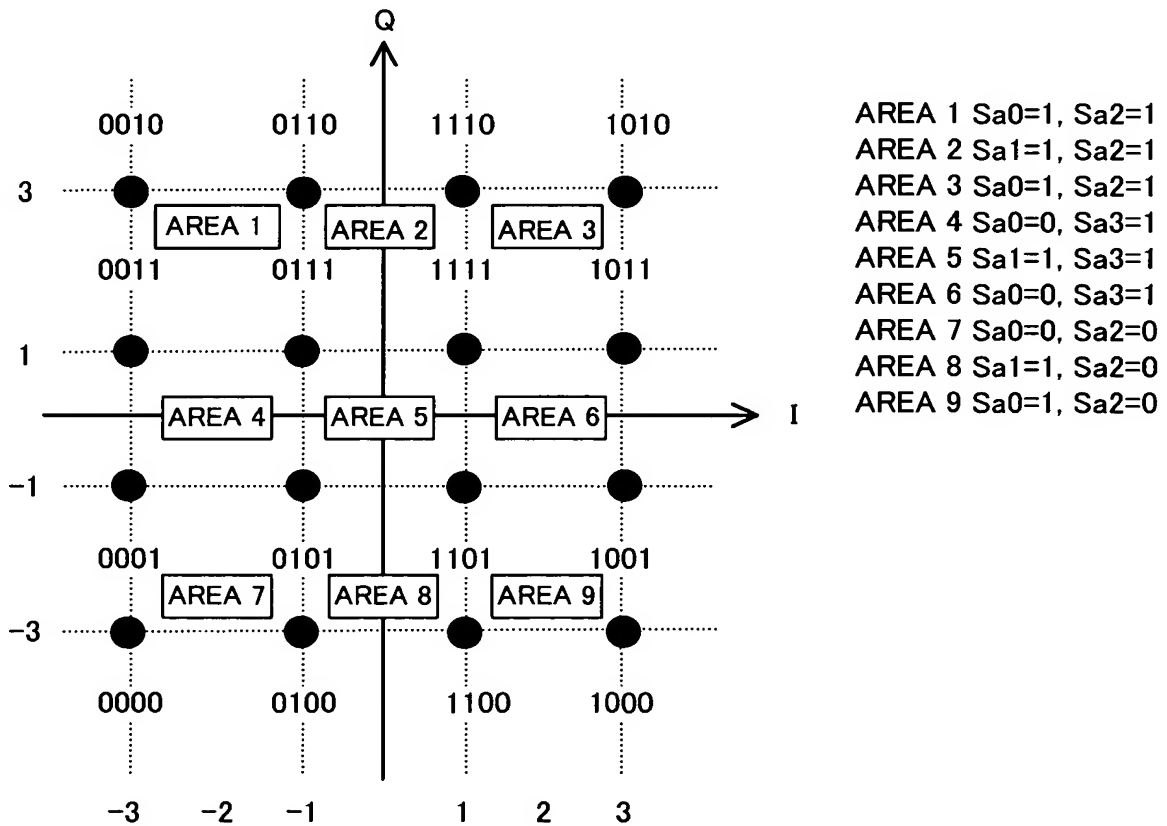 Q
0010 0110 1110 1010
3
AREA 1 AREA 2 AREA 3
0011 0111 1111 1011
1
AREA 4 AREA 5 AREA 6
I
-1
0001 0101 1101 1001
AREA 7 AREA 8 AREA 9
-3
0000 0100 1100 1000
-3 -2 -1 1 2 3
AREA 1 Sa0=1, Sa2=1
AREA 2 Sa1=1, Sa2=1
AREA 3 Sa0=1, Sa2=1
AREA 4 Sa0=0, Sa3=1
AREA 5 Sa1=1, Sa3=1
AREA 6 Sa0=0, Sa3=1
AREA 7 Sa0=0, Sa2=0
AREA 8 Sa1=1, Sa2=0
AREA 9 Sa0=1, Sa2=0